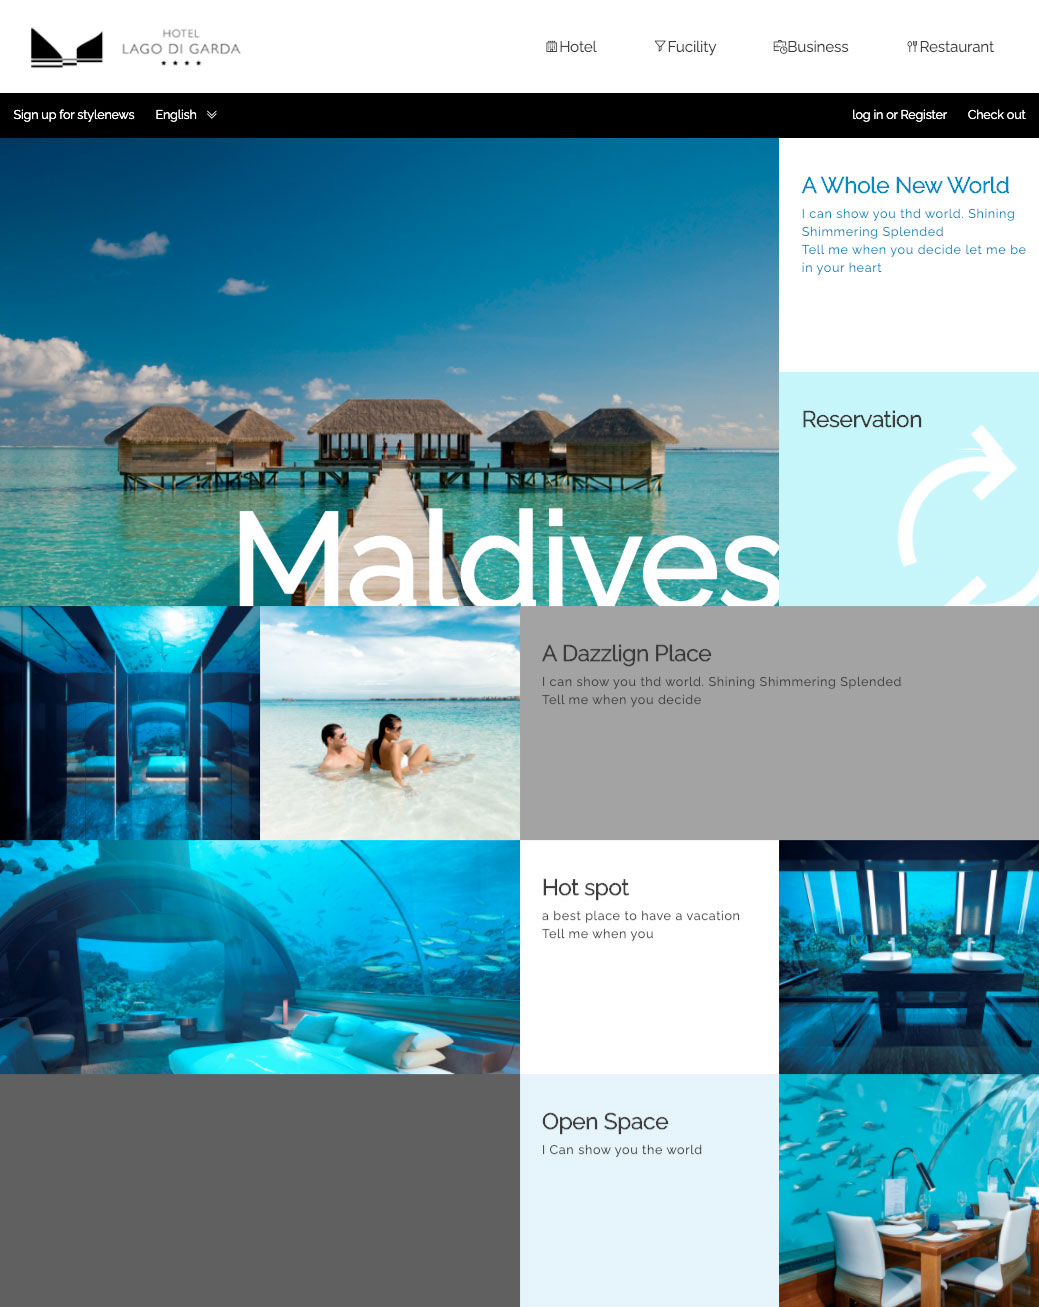 HOTEL
LAGO DI GARDA
Hotel
Fucility
Business
Restaurant
Sign up for stylenews
English
log in or Register
Check out
A Whole New World
I can show you thd world. Shining
Shimmering Splended
Tell me when you decide let me be
in your heart
Reservation
Maldives
A Dazzlign Place
I can show you thd world. Shining Shimmering Splended
Tell me when you decide
Hot spot
a best place to have a vacation
Tell me when you
Open Space
I Can show you the world